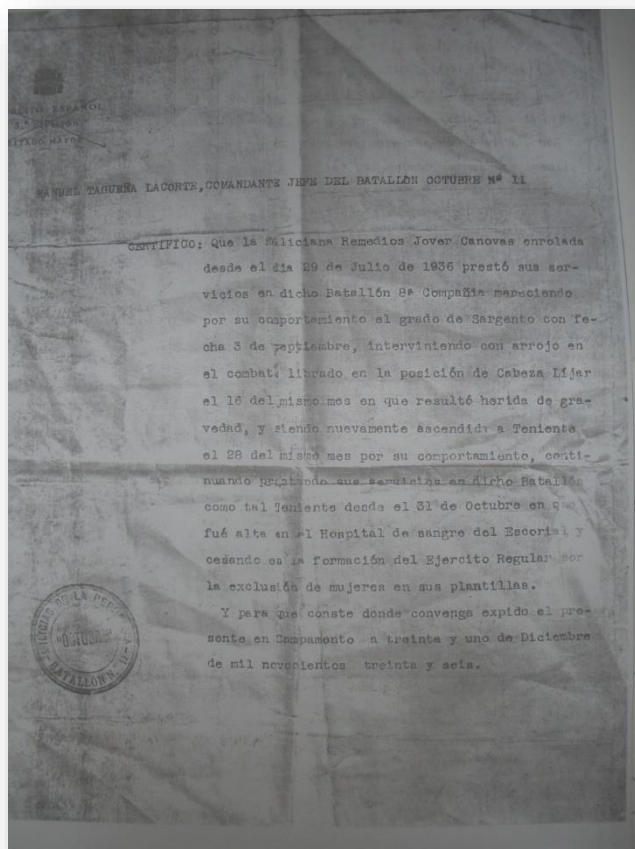 ESPAÑOL
ESTADO MAYOR
MANUEL TAGUEÑA LACORTE, COMANDANTE JEFE DEL BATALLÓN OCTUBRE Nº 11
CERTIFICO: Que la Miliciana Remedios Jover Canovas enrolada
desde el dia 29 de Julio de 1936 prestó sus ser-
vicios en dicho Batallón 8ª Compañia mereciendo
por su comportamiento el grado de Sargento con fe-
cha 3 de septiembre, interviniendo con arrojo en
el combate librado en la posición de Cabeza Lijar
el 16 del mismo mes en que resultó herida de gra-
vedad, y siendo nuevamente ascendida a Teniente
el 28 del mismo mes por su comportamiento, conti-
nuando prestando sus servicios en dicho Batallón
como tal Teniente desde el 31 de Octubre en que
fué alta en el Hospital de sangre del Escorial y
cesando en la formación del Ejercito Regular por
la exclusión de mujeres en sus plantillas.
Y para que conste donde convenga expido el pre-
sente en Campamento a treinta y uno de Diciembre
de mil novecientos treinta y seis.
MILICIAS DE LA
OCTUBRE
BATALLON N. 11